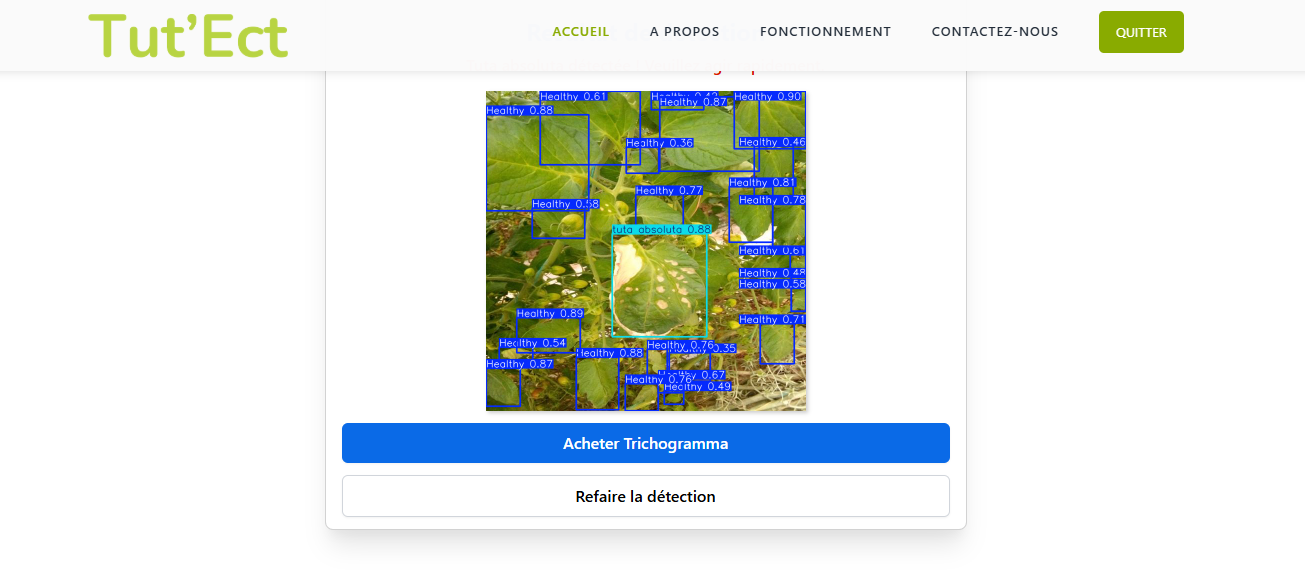 Tut'Ect
ACCUEIL
A PROPOS
FONCTIONNEMENT
CONTACTEZ-NOUS
QUITTER
Healthy 0.61
Healthy 0.90
Healthy 0.87
Healthy 0.88
Healthy 0.36
Healthy 0.46
Healthy 0.81
Healthy 0.77
Healthy 0.78
Healthy 0.58
tuta absoluta 0.88
Healthy 0.61
Healthy 0.48
Healthy 0.58
Healthy 0.89
Healthy 0.71
Healthy 0.54
Healthy 0.76
Healthy 0.35
Healthy 0.88
Healthy 0.87
Healthy 0.67
Healthy 0.76
Healthy 0.49
Acheter Trichogramma
Refaire la détection